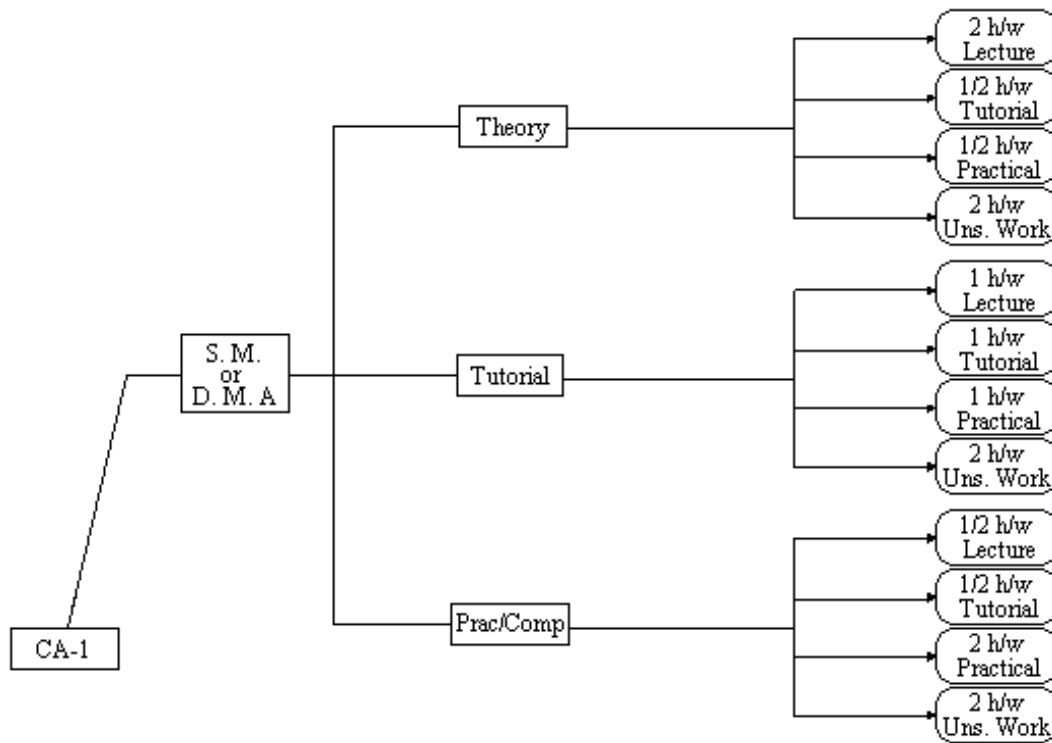 2 h/w
Lecture
1/2 h/w
Tutorial
Theory
1/2 h/w
Practical
2 h/w
Uns. Work
1 h/w
Lecture
S. M.
or
D. M. A
1 h/w
Tutorial
Tutorial
1 h/w
Practical
2 h/w
Uns. Work
1/2 h/w
Lecture
1/2 h/w
Tutorial
Prac/Comp
CA-1
2 h/w
Practical
2 h/w
Uns. Work